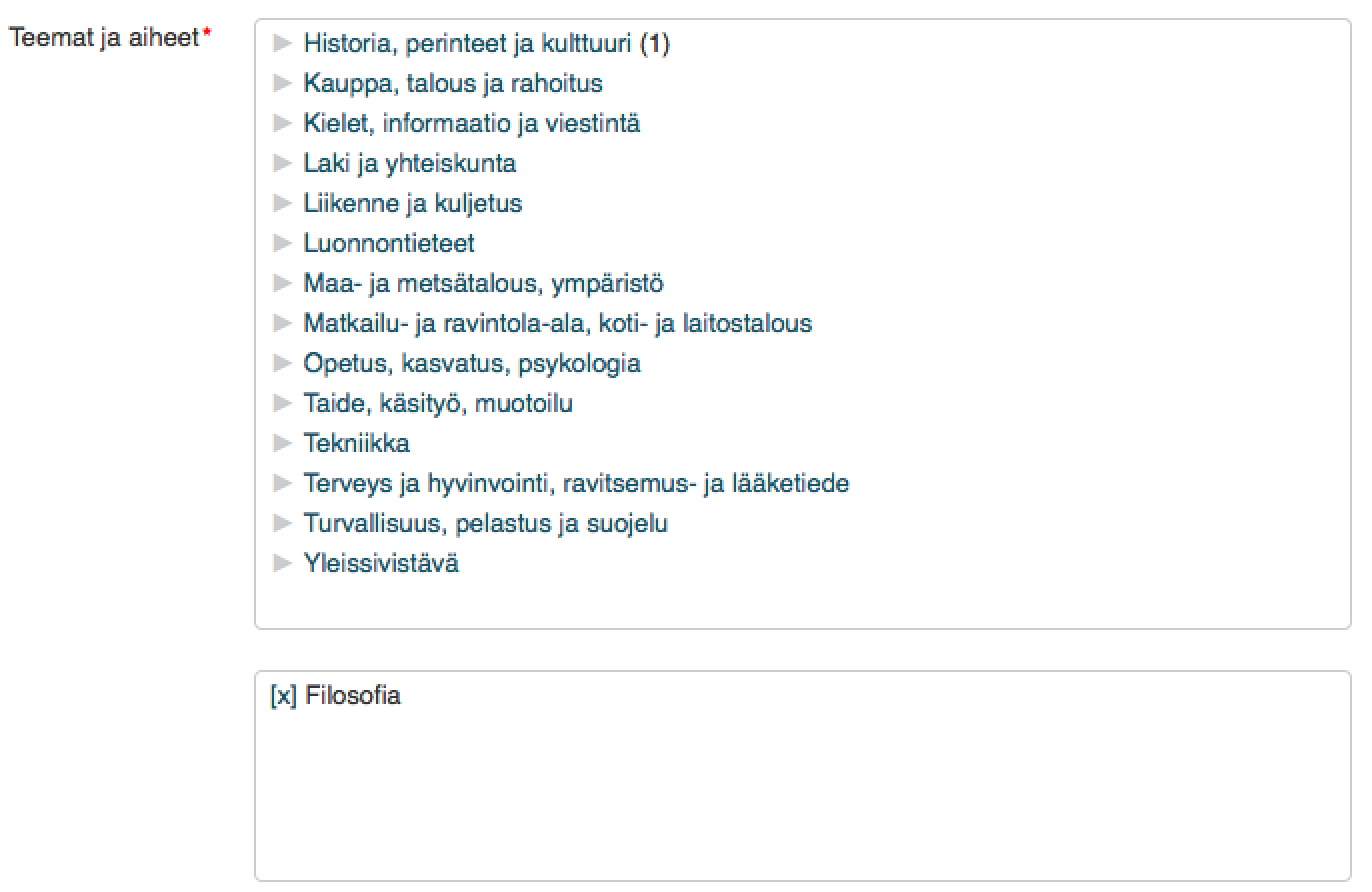 Teemat ja aiheet*
Historia, perinteet ja kulttuuri (1)
Kauppa, talous ja rahoitus
Kielet, informaatio ja viestintä
Laki ja yhteiskunta
Liikenne ja kuljetus
Luonnontieteet
Maa- ja metsätalous, ympäristö
Matkailu- ja ravintola-ala, koti- ja laitostalous
Opetus, kasvatus, psykologia
Taide, käsityö, muotoilu
Tekniikka
Terveys ja hyvinvointi, ravitsemus- ja lääketiede
Turvallisuus, pelastus ja suojelu
Yleissivistävä
[x] Filosofia